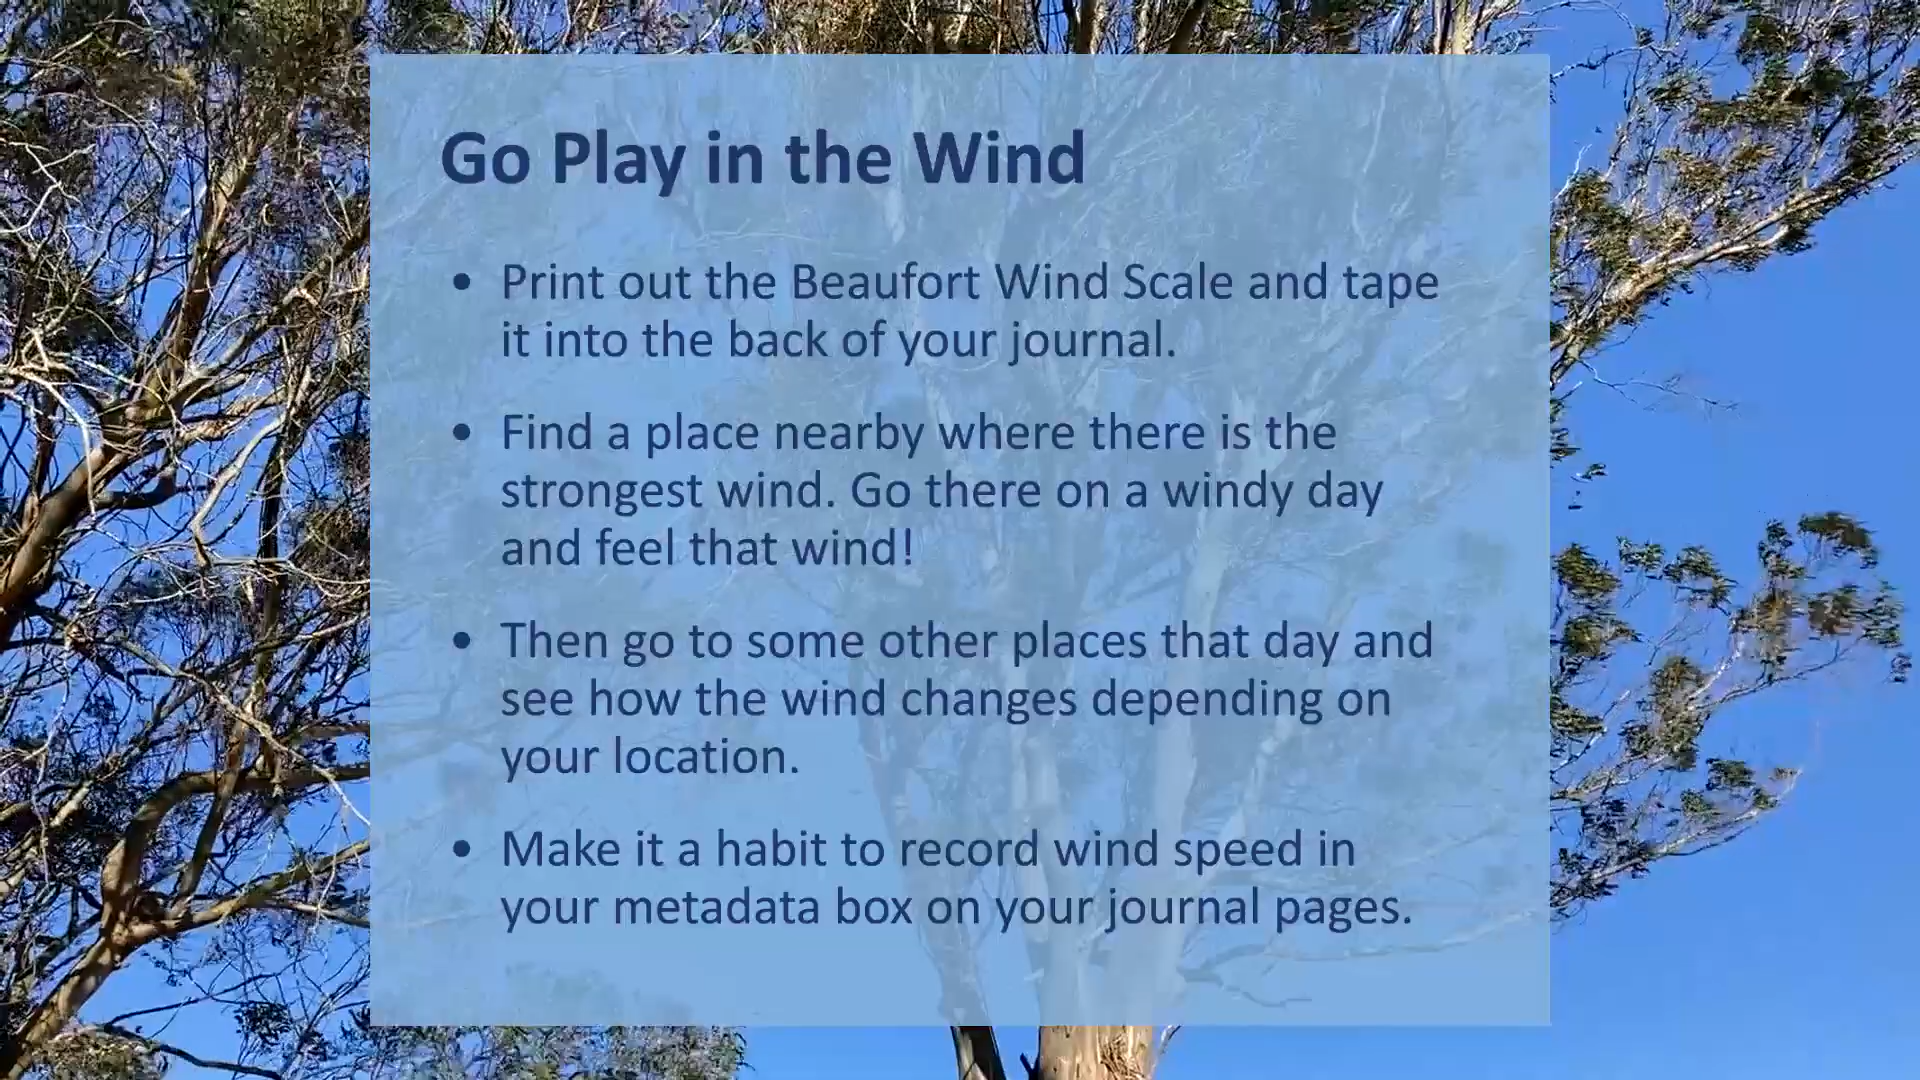 Go Play in the Wind
• Print out the Beaufort Wind Scale and tape
it into the back of your journal.
• Find a place nearby where there is the
strongest wind. Go there on a windy day
and feel that wind!
• Then go to some other places that day and
see how the wind changes depending on
your location.
• Make it a habit to record wind speed in
your metadata box on your journal pages.